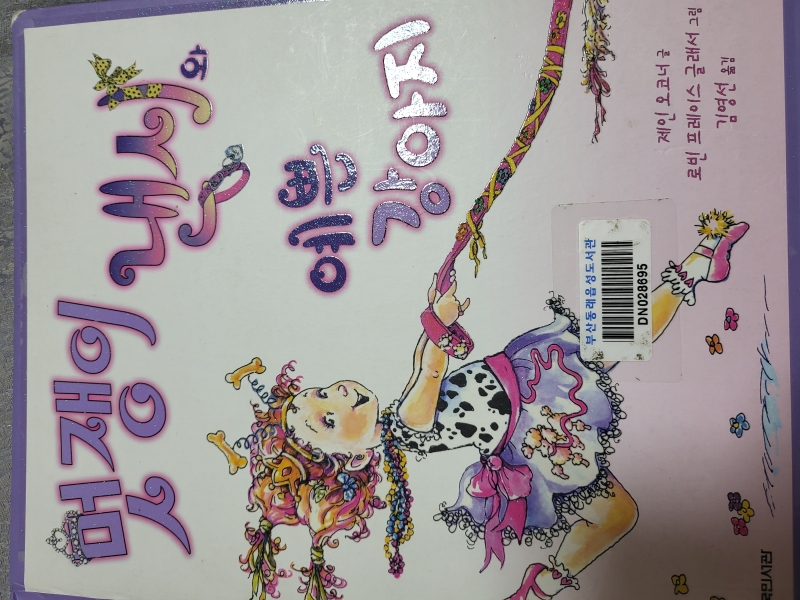 멋쟁이 낸시와
예쁜
강아지
제인 오코너 글
로빈 프레이스 글래서 그림
김영선 옮김
부산동래읍성도서관
DN028695